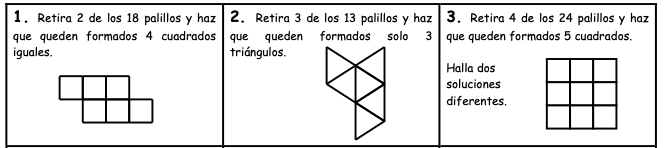 1. Retira 2 de los 18 palillos y haz
que queden formados 4 cuadrados
iguales.
2. Retira 3 de los 13 palillos y haz
que queden formados solo 3
triángulos.
3. Retira 4 de los 24 palillos y haz
que queden formados 5 cuadrados.
Halla dos
soluciones
diferentes.